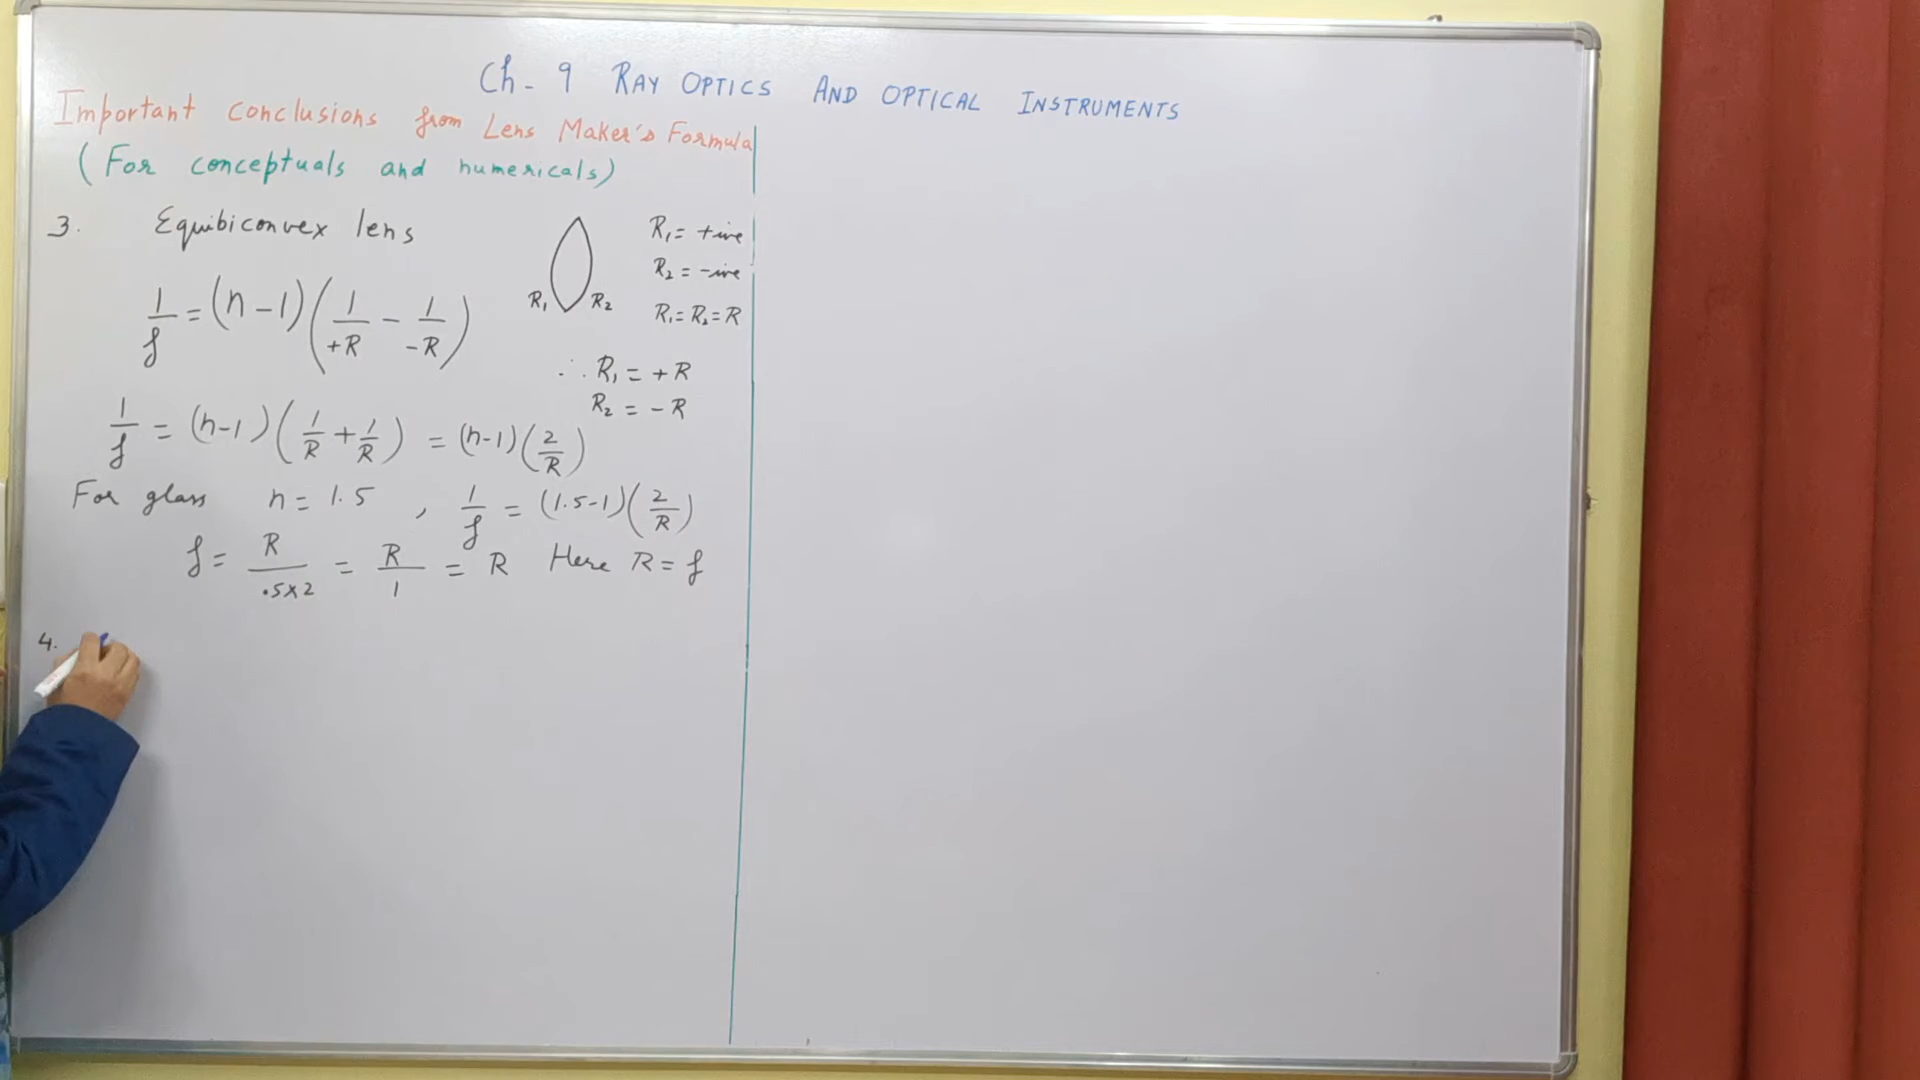 Ch- 9 RAY OPTICS AND OPTICAL INSTRUMENTS
Important conclusions from Lens Maker's Formula
(For conceptuals and numericals)
3. Equibiconvex lens
R₁ R₂
R₁ = +ive
R₂ = -ive
R₁ = R₂ = R
1/f = (n-1)(1/+R - 1/-R)
∴ R₁ = +R
R₂ = -R
1/f = (n-1)(1/R + 1/R) = (n-1)(2/R)
For glass n = 1.5 , 1/f = (1.5-1)(2/R)
f = R/.5×2 = R/1 = R Here R = f
4.